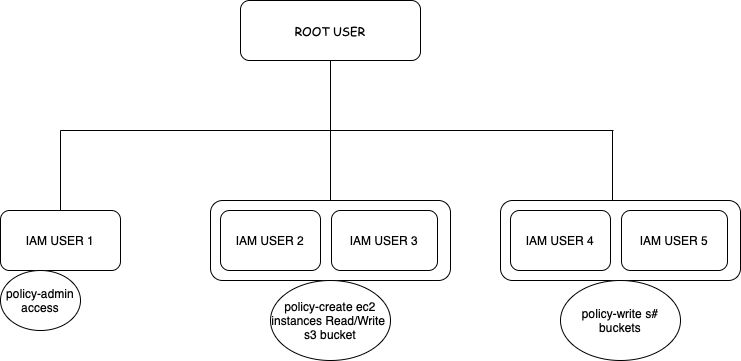 ROOT USER
IAM USER 1
IAM USER 2
IAM USER 3
IAM USER 4
IAM USER 5
policy-admin
access
policy-create ec2
instances Read/Write
s3 bucket
policy-write s#
buckets